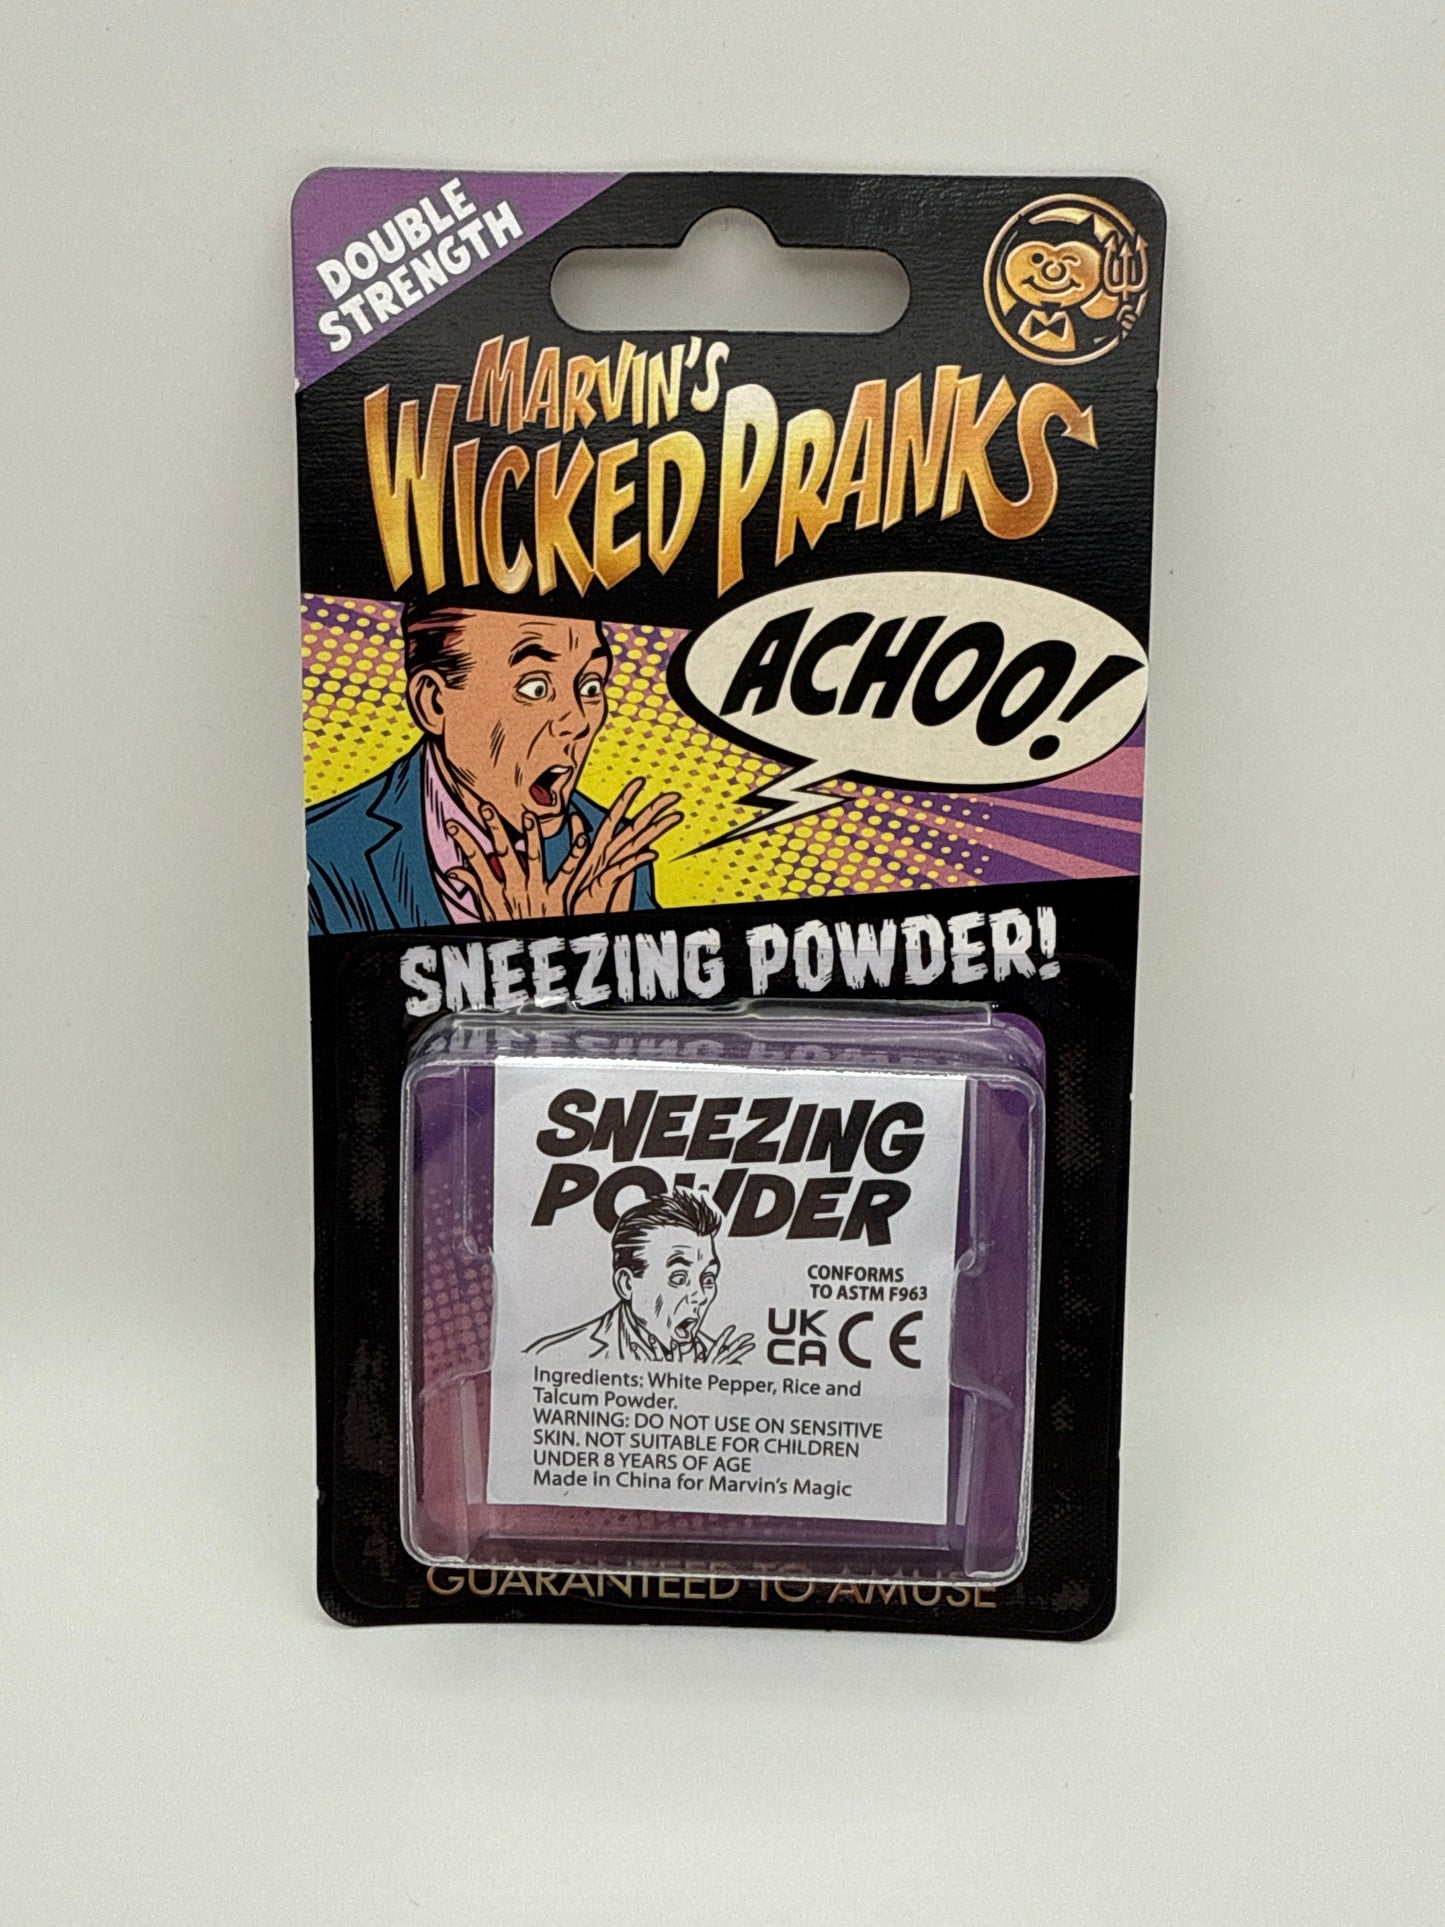 DOUBLE
STRENGTH
MARVIN'S
WICKED PRANKS
ACHOO!
SNEEZING POWDER!
SNEEZING
POWDER
CONFORMS
TO ASTM F963
UK
CA CE
Ingredients: White Pepper, Rice and
Talcum Powder.
WARNING: DO NOT USE ON SENSITIVE
SKIN. NOT SUITABLE FOR CHILDREN
UNDER 8 YEARS OF AGE
Made in China for Marvin's Magic
GUARANTEED TO AMUSE